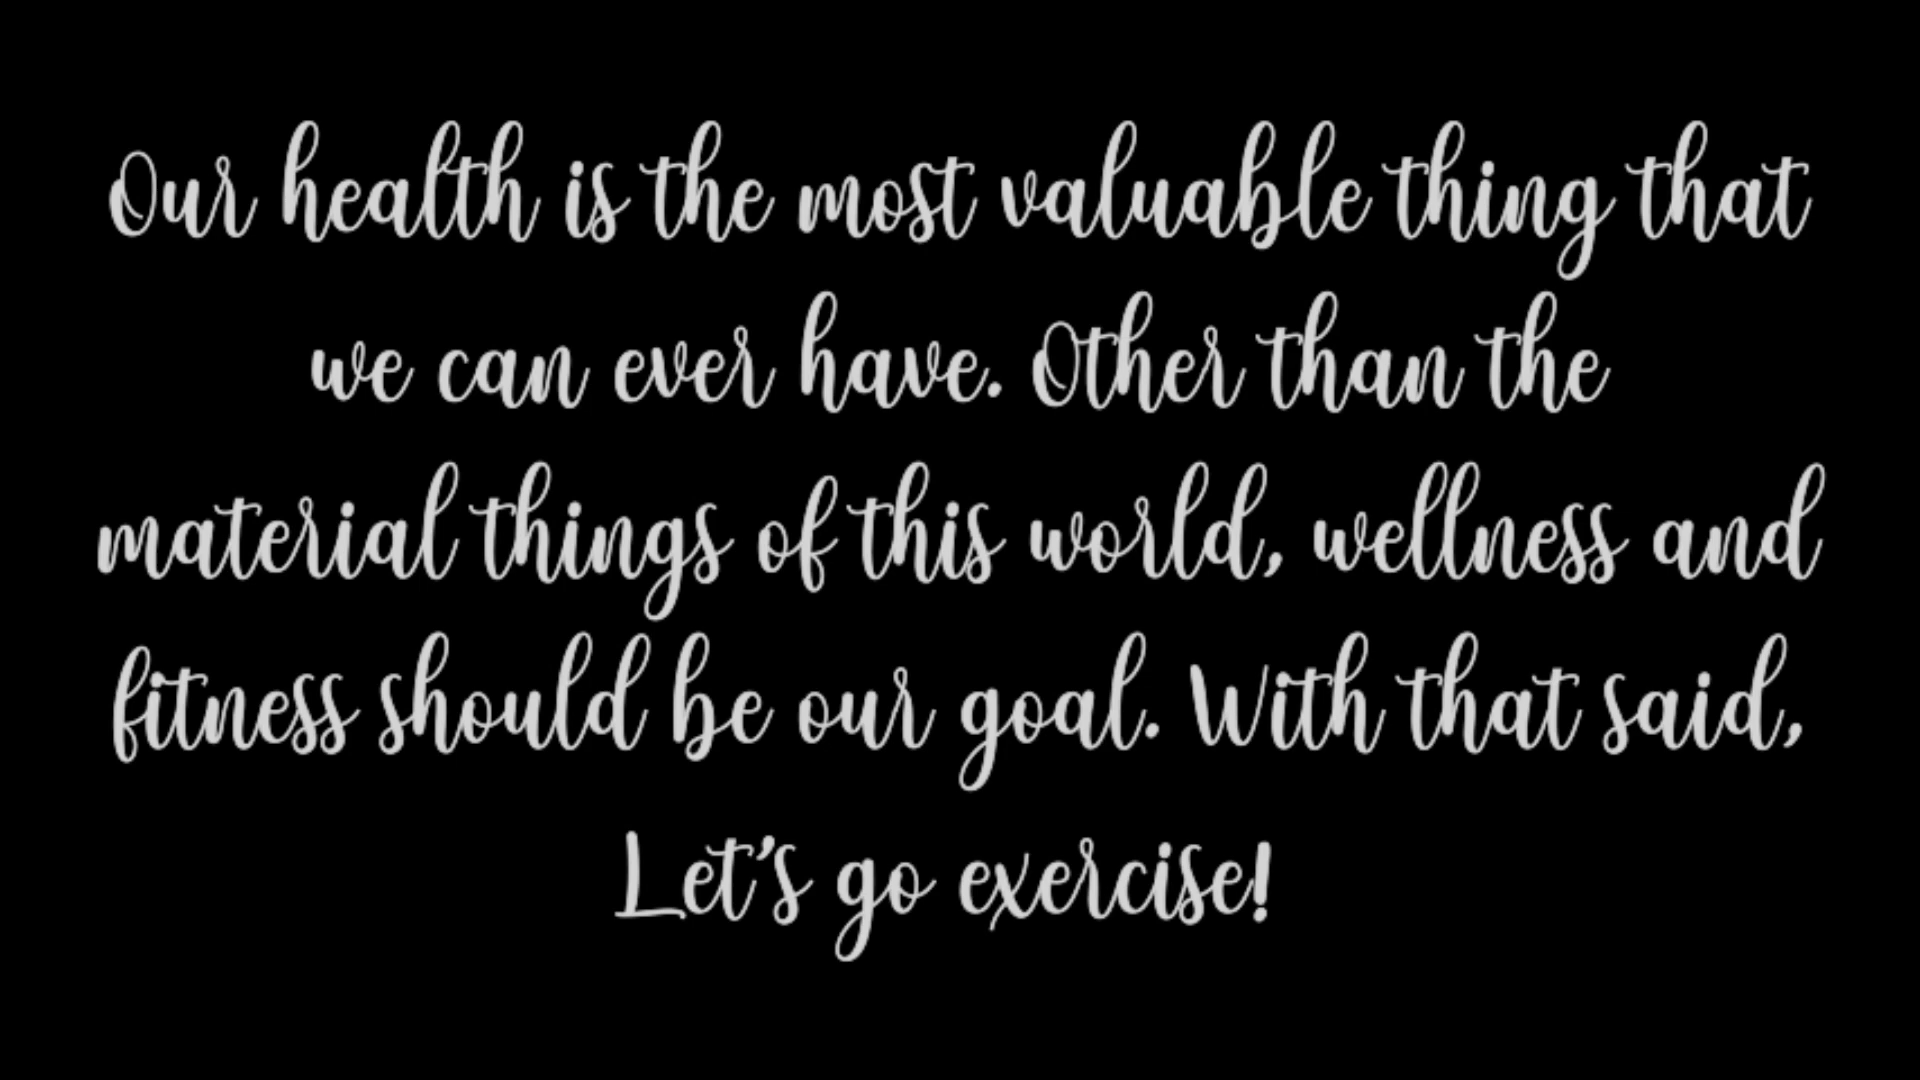 Our health is the most valuable thing that
we can ever have. Other than the
material things of this world, wellness and
fitness should be our goal. With that said,
Let's go exercise!